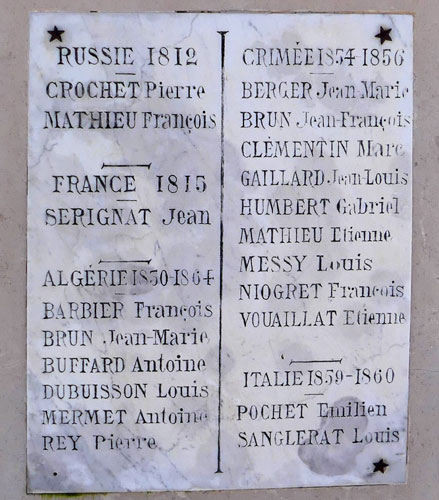 RUSSIE 1812
CROCHET Pierre
MATHIEU François
FRANCE 1815
SERIGNAT Jean
ALGÉRIE 1830-1864
BARBIER François
BRUN Jean-Marie
BUFFARD Antoine
DUBUISSON Louis
MERMET Antoine
REY Pierre
CRIMÉE 1854-1856
BERGER Jean-Marie
BRUN Jean-François
CLÉMENTIN Marc
GAILLARD Jean-Louis
HUMBERT Gabriel
MATHIEU Etienne
MESSY Louis
NIOGRET François
VOUAILLAT Etienne
ITALIE 1859-1860
POCHET Emilien
SANGLERAT Louis